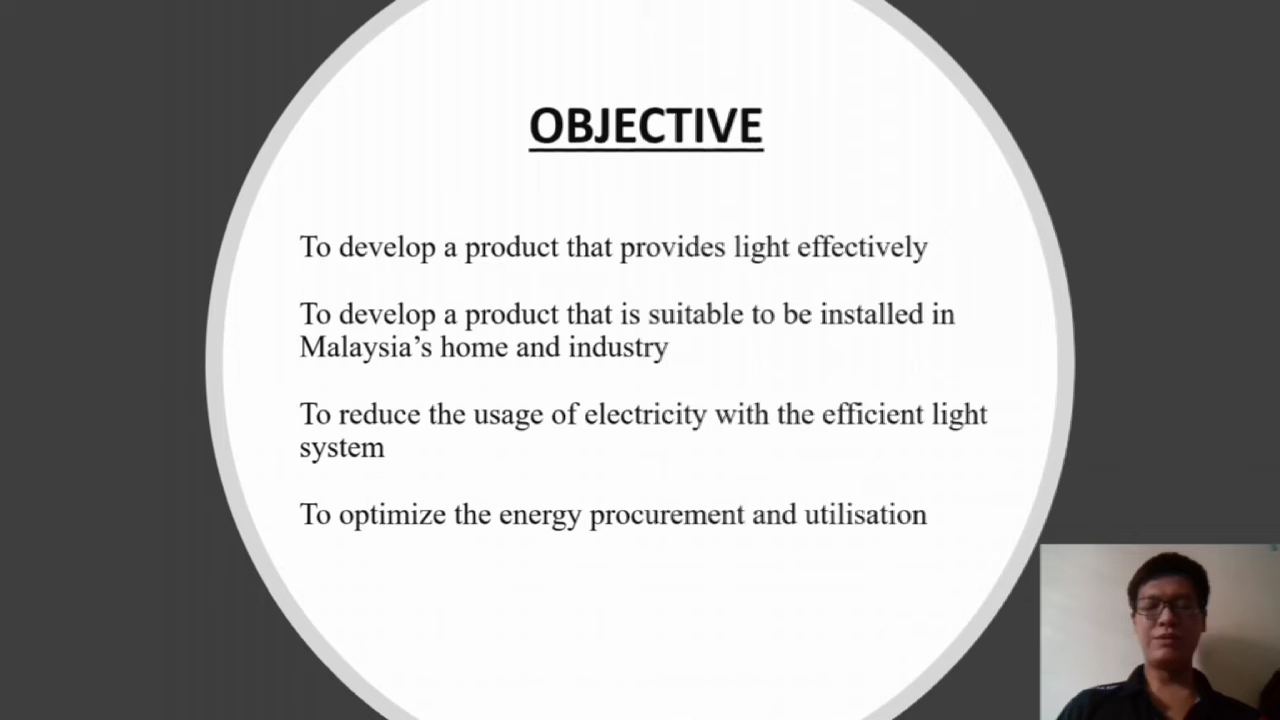 OBJECTIVE
To develop a product that provides light effectively
To develop a product that is suitable to be installed in
Malaysia’s home and industry
To reduce the usage of electricity with the efficient light
system
To optimize the energy procurement and utilisation